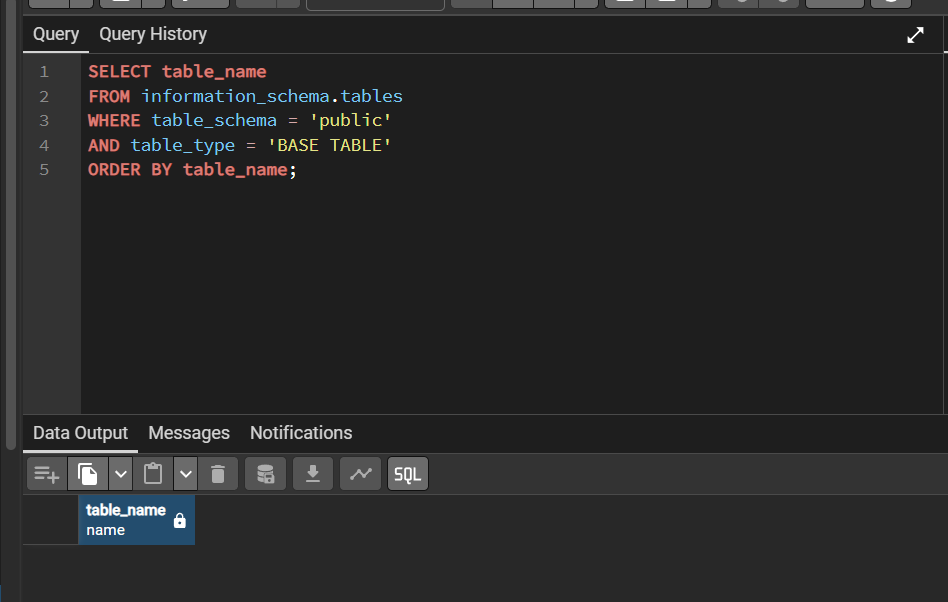 Query Query History
1 SELECT table_name
2 FROM information_schema.tables
3 WHERE table_schema = 'public'
4 AND table_type = 'BASE TABLE'
5 ORDER BY table_name;
Data Output Messages Notifications
SQL
table_name
name